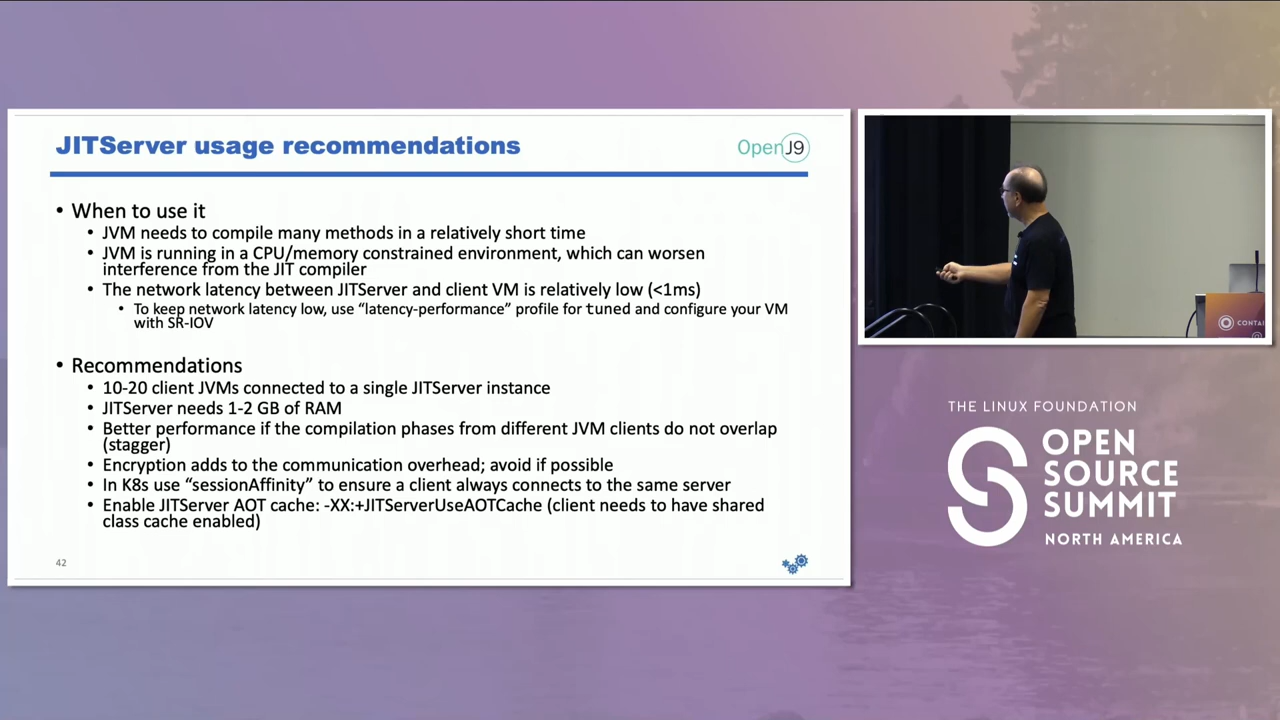 JITServer usage recommendations
OpenJ9
• When to use it
• JVM needs to compile many methods in a relatively short time
• JVM is running in a CPU/memory constrained environment, which can worsen
interference from the JIT compiler
• The network latency between JITServer and client VM is relatively low (<1ms)
• To keep network latency low, use “latency-performance” profile for tuned and configure your VM
with SR-IOV
• Recommendations
• 10-20 client JVMs connected to a single JITServer instance
• JITServer needs 1-2 GB of RAM
• Better performance if the compilation phases from different JVM clients do not overlap
(stagger)
• Encryption adds to the communication overhead; avoid if possible
• In K8s use “sessionAffinity” to ensure a client always connects to the same server
• Enable JITServer AOT cache: -XX:+JITServerUseAOTCache (client needs to have shared
class cache enabled)
42
CONTAI
THE LINUX FOUNDATION
OPEN
SOURCE
SUMMIT
NORTH AMERICA